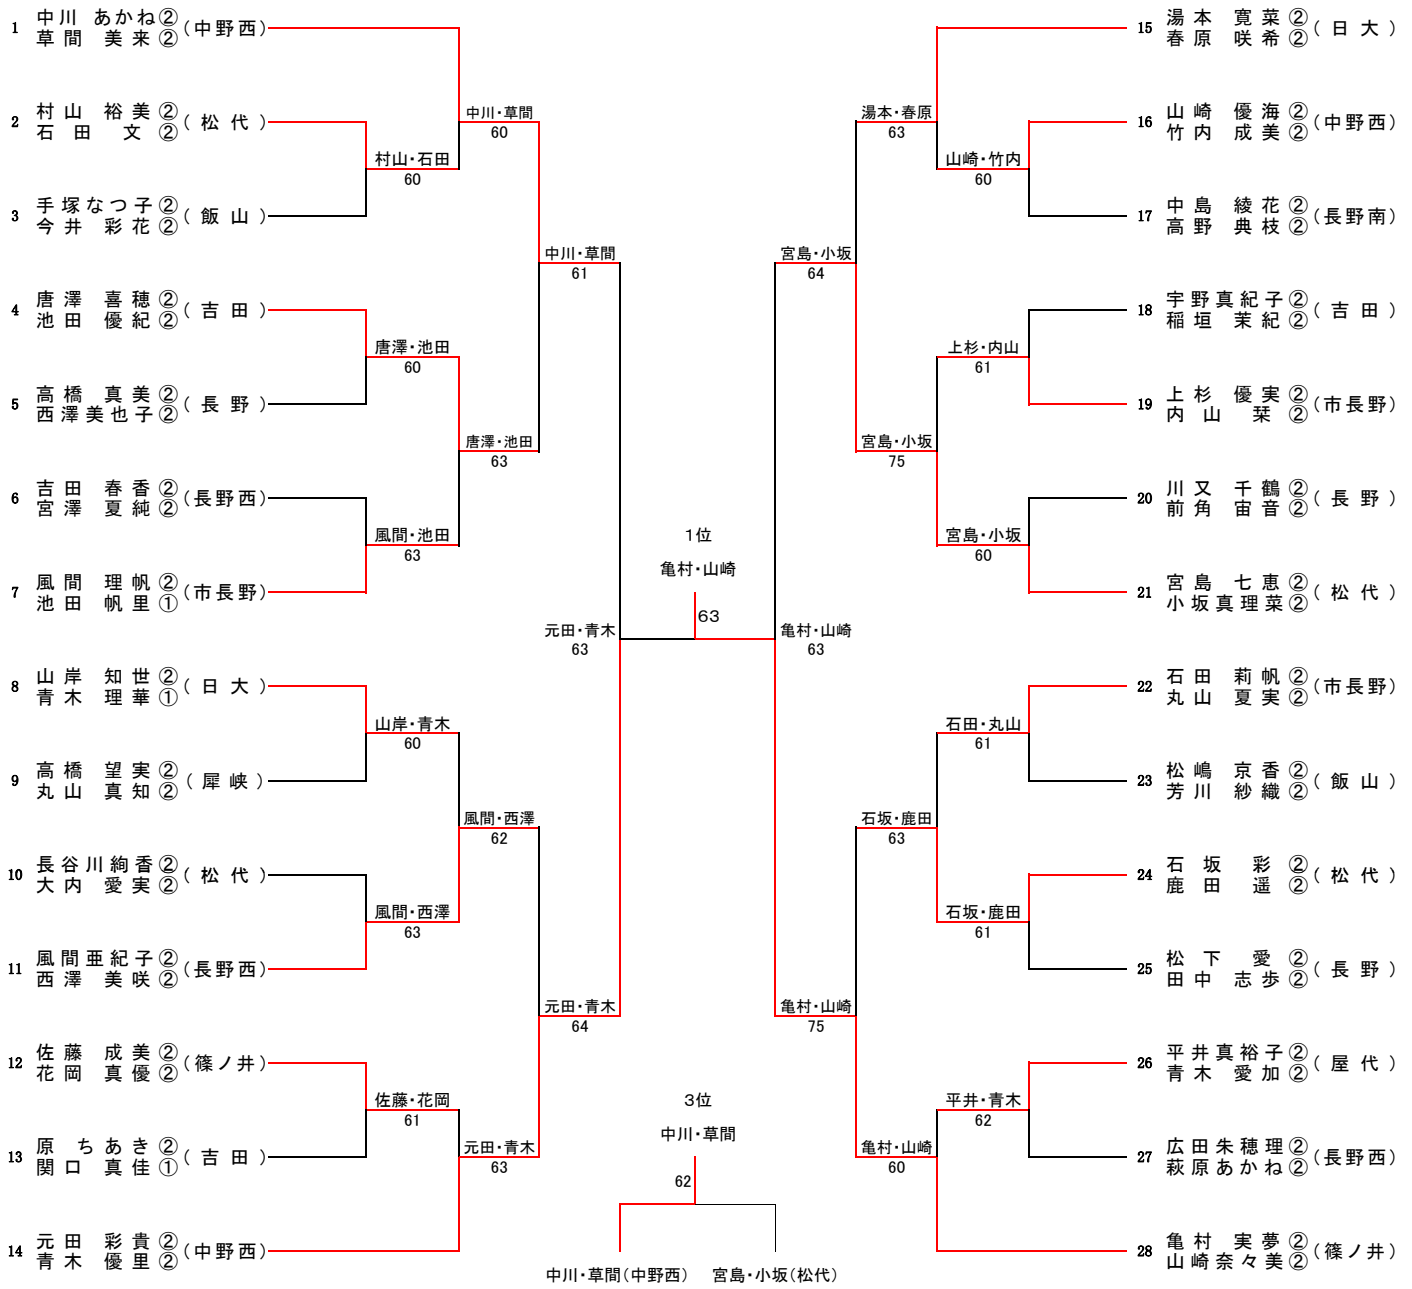 1 中川 あかね② (中野西)
草間 美来②
2 村山 裕美② (松代)
石田 文②
3 手塚なつ子② (飯山)
今井 彩花②
4 唐澤 喜穂② (吉田)
池田 優紀②
5 高橋 真美② (長野)
西澤美也子②
6 吉田 春香② (長野西)
宮澤 夏純②
7 風間 理帆② (市長野)
池田 帆里①
8 山岸 知世② (日大)
青木 理華①
9 高橋 望実② (犀峡)
丸山 真知②
10 長谷川絢香② (松代)
大内 愛実②
11 風間亜紀子② (長野西)
西澤 美咲②
12 佐藤 成美② (篠ノ井)
花岡 真優②
13 原 ちあき② (吉田)
関口 真佳①
14 元田 彩貴② (中野西)
青木 優里②
村山・石田
60
唐澤・池田
60
風間・池田
63
山岸・青木
60
風間・西澤
63
佐藤・花岡
61
中川・草間
60
唐澤・池田
63
風間・西澤
62
元田・青木
63
中川・草間
61
元田・青木
64
元田・青木
63
1位
亀村・山崎
63
3位
中川・草間
62
中川・草間(中野西) 宮島・小坂(松代)
亀村・山崎
63
宮島・小坂
64
亀村・山崎
75
湯本・春原
63
宮島・小坂
75
石坂・鹿田
63
亀村・山崎
60
山崎・竹内
60
上杉・内山
61
宮島・小坂
60
石田・丸山
61
石坂・鹿田
61
平井・青木
62
15 湯本 寛菜② (日大)
春原 咲希②
16 山崎 優海② (中野西)
竹内 成美②
17 中島 綾花② (長野南)
高野 典枝②
18 宇野真紀子② (吉田)
稲垣 茉紀②
19 上杉 優実② (市長野)
内山 栞②
20 川又 千鶴② (長野)
前角 宙音②
21 宮島 七恵② (松代)
小坂真理菜②
22 石田 莉帆② (市長野)
丸山 夏実②
23 松嶋 京香② (飯山)
芳川 紗織②
24 石坂 彩② (松代)
鹿田 遥②
25 松下 愛② (長野)
田中 志歩②
26 平井真裕子② (屋代)
青木 愛加②
27 広田朱穂理② (長野西)
萩原あかね②
28 亀村 実夢② (篠ノ井)
山崎奈々美②